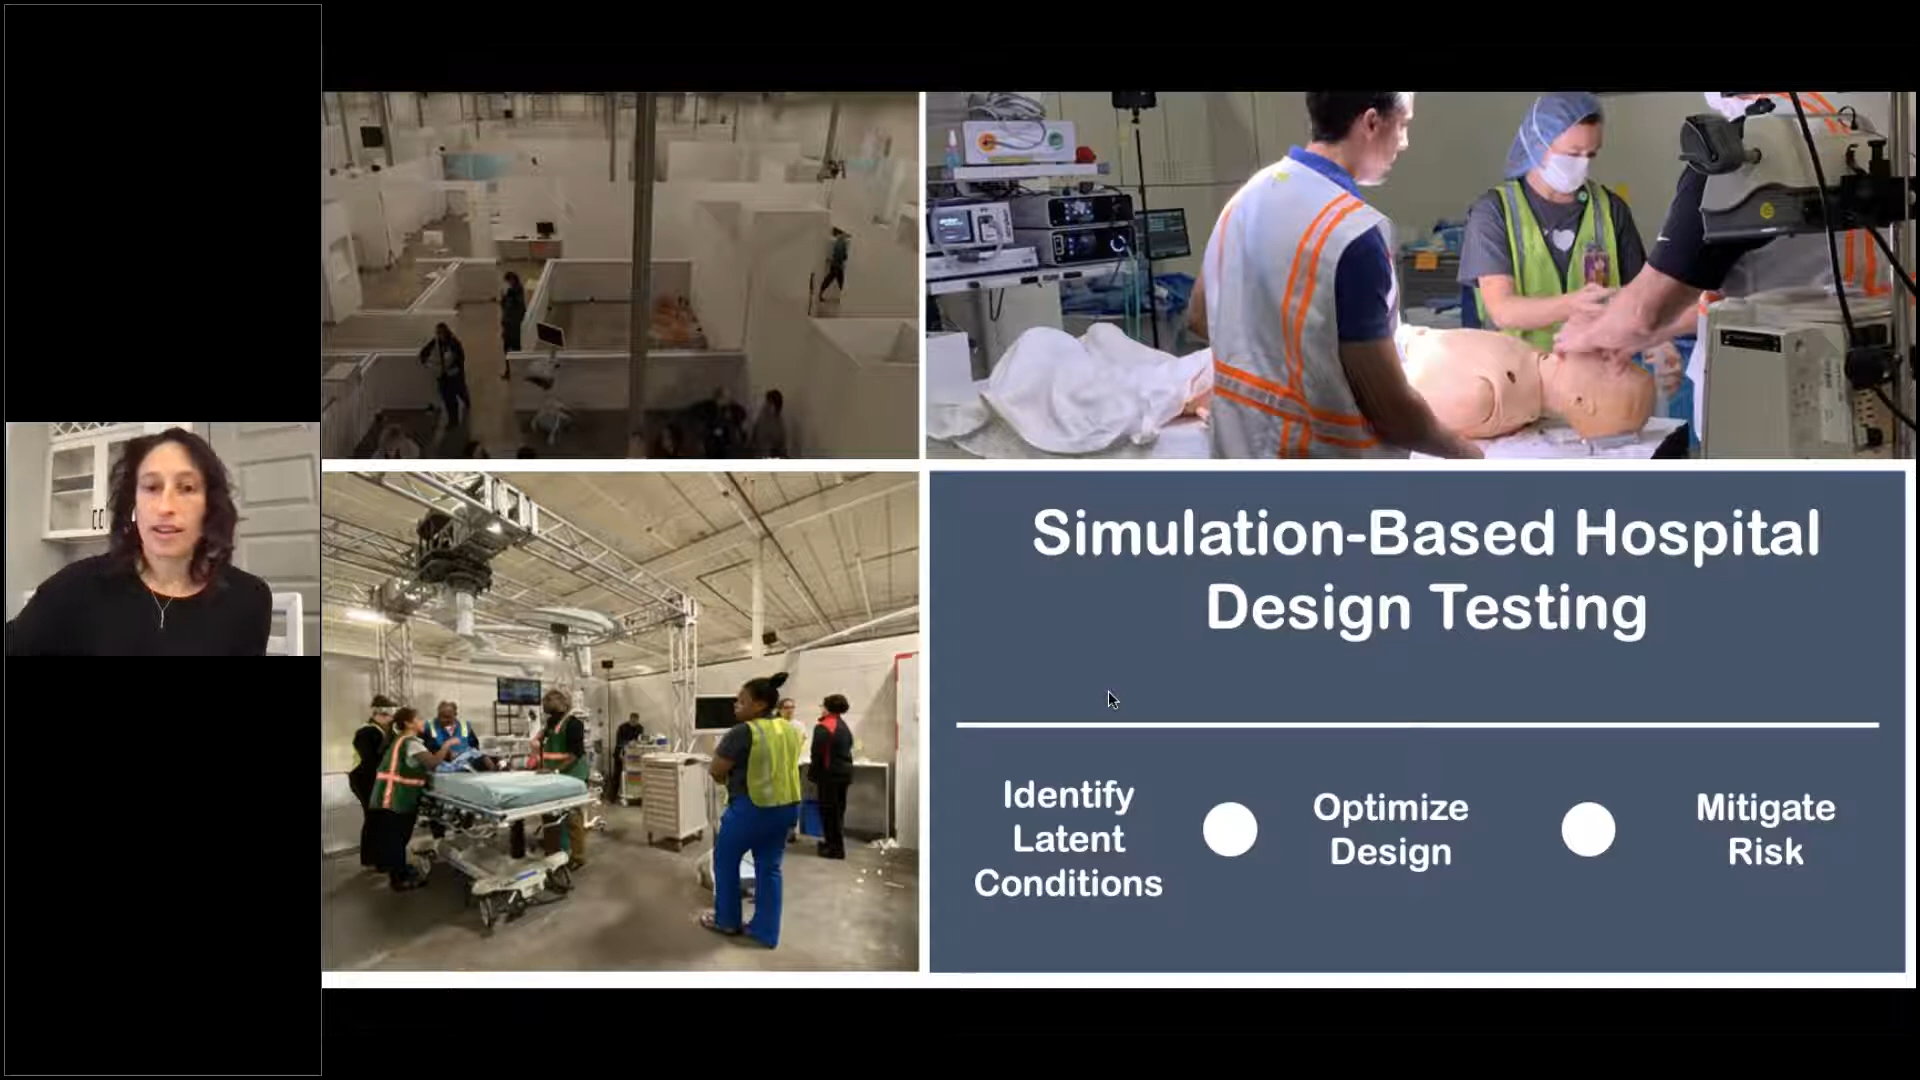 Simulation-Based Hospital
Design Testing
Identify
Latent
Conditions
Optimize
Design
Mitigate
Risk